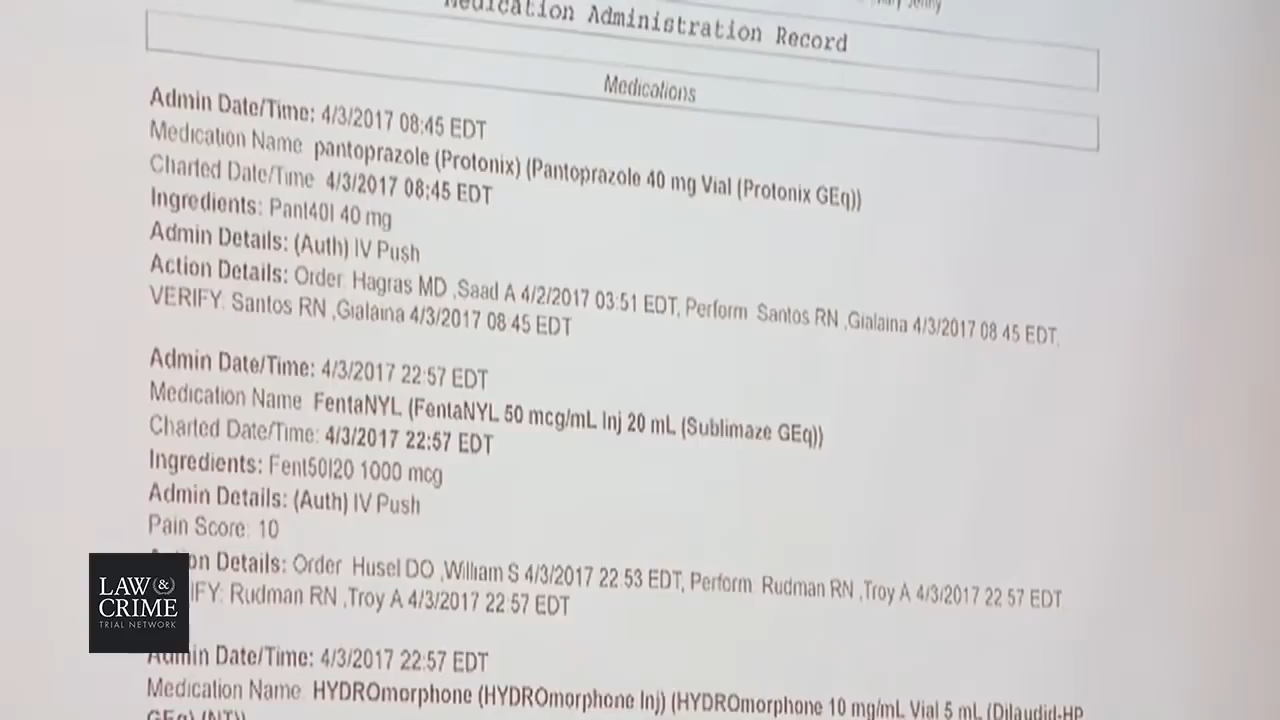 Jenny
Medication Administration Record
Medications
Admin Date/Time: 4/3/2017 08:45 EDT
Medication Name pantoprazole (Protonix) (Pantoprazole 40 mg Vial (Protonix GEq))
Charted Date/Time 4/3/2017 08:45 EDT
Ingredients: Pant40I 40 mg
Admin Details: (Auth) IV Push
Action Details: Order Hagras MD ,Saad A 4/2/2017 03:51 EDT, Perform Santos RN ,Gialaina 4/3/2017 08 45 EDT,
VERIFY: Santos RN ,Gialaina 4/3/2017 08 45 EDT
Admin Date/Time: 4/3/2017 22:57 EDT
Medication Name FentaNYL (FentaNYL 50 mcg/mL Inj 20 mL (Sublimaze GEq))
Charted Date/Time: 4/3/2017 22:57 EDT
Ingredients: Fent50I20 1000 mcg
Admin Details: (Auth) IV Push
Pain Score: 10
on Details: Order Husel DO ,William S 4/3/2017 22 53 EDT, Perform Rudman RN ,Troy A 4/3/2017 22 57 EDT
IFY: Rudman RN ,Troy A 4/3/2017 22 57 EDT
Admin Date/Time: 4/3/2017 22:57 EDT
Medication Name: HYDROmorphone (HYDROmorphone Inj) (HYDROmorphone 10 mg/mL Vial 5 mL (Dilaudid-HP
GEq) (NT))
LAW &
CRIME
TRIAL NETWORK